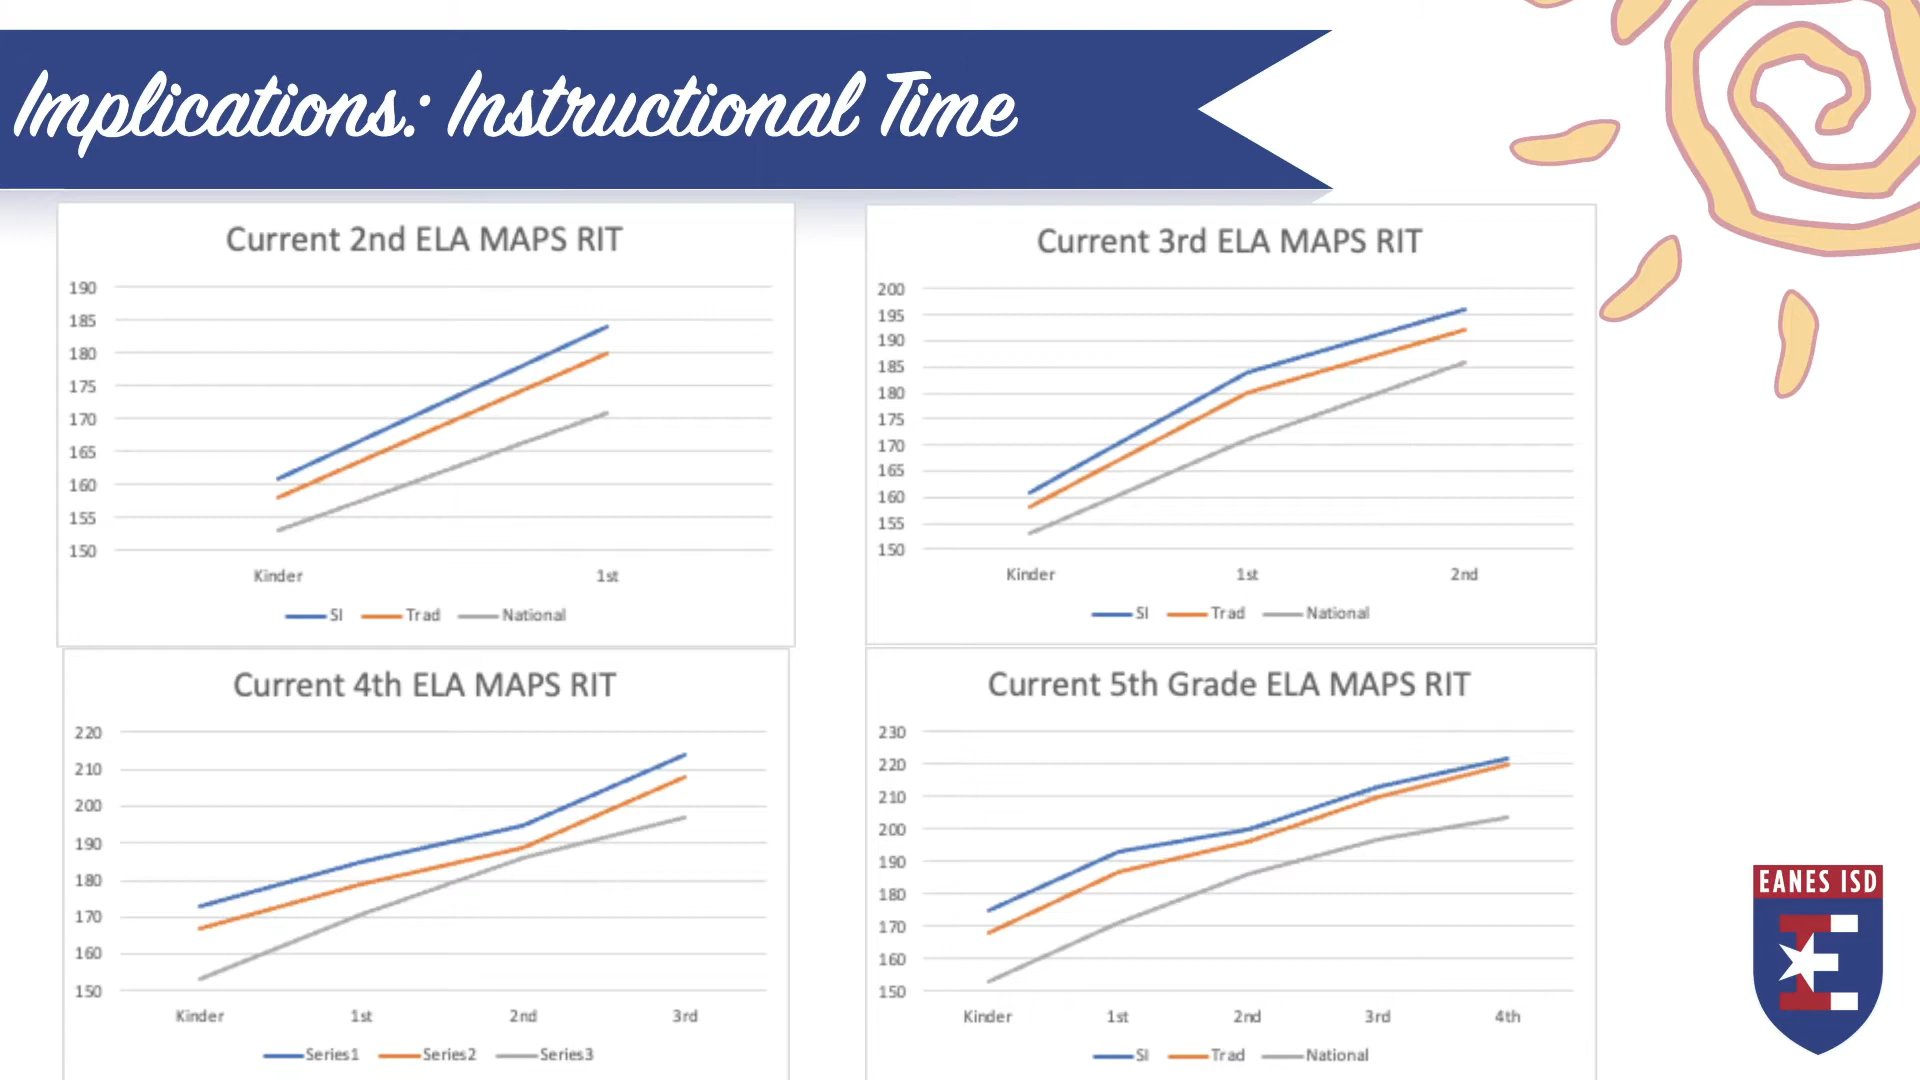 Implications: Instructional Time
Current 2nd ELA MAPS RIT
190
185
180
175
170
165
160
155
150
Kinder 1st
SI Trad National
Current 3rd ELA MAPS RIT
200
195
190
185
180
175
170
165
160
155
150
Kinder 1st 2nd
SI Trad National
Current 4th ELA MAPS RIT
220
210
200
190
180
170
160
150
Kinder 1st 2nd 3rd
Series1 Series2 Series3
Current 5th Grade ELA MAPS RIT
230
220
210
200
190
180
170
160
150
Kinder 1st 2nd 3rd 4th
SI Trad National
EANES ISD
E